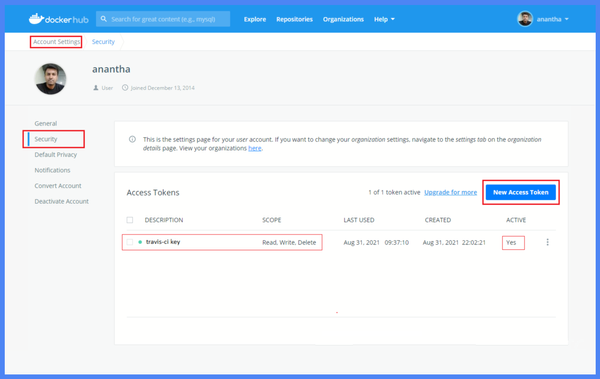 dockerhub
Search for great content (e.g., mysql)
Explore
Repositories
Organizations
Help
anantha
Account Settings
Security
anantha
User
Joined December 13, 2014
General
Security
Default Privacy
Notifications
Convert Account
Deactivate Account
This is the settings page for your user account. If you want to change your organization settings, navigate to the settings tab on the organization
details page. View your organizations here.
Access Tokens
1 of 1 token active
Upgrade for more
New Access Token
DESCRIPTION
SCOPE
LAST USED
CREATED
ACTIVE
travis-ci key
Read, Write, Delete
Aug 31, 2021 09:37:10
Aug 31, 2021 22:02:21
Yes